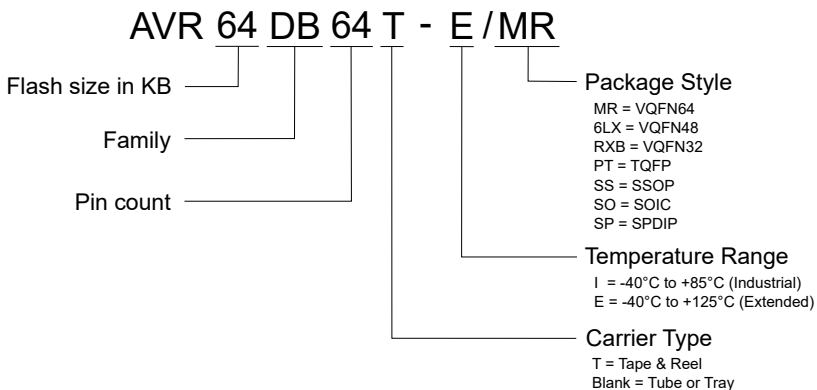 AVR 64 DB 64 T - E / MR
Flash size in KB
Family
Pin count
Package Style
MR = VQFN64
6LX = VQFN48
RXB = VQFN32
PT = TQFP
SS = SSOP
SO = SOIC
SP = SPDIP
Temperature Range
I = -40°C to +85°C (Industrial)
E = -40°C to +125°C (Extended)
Carrier Type
T = Tape & Reel
Blank = Tube or Tray